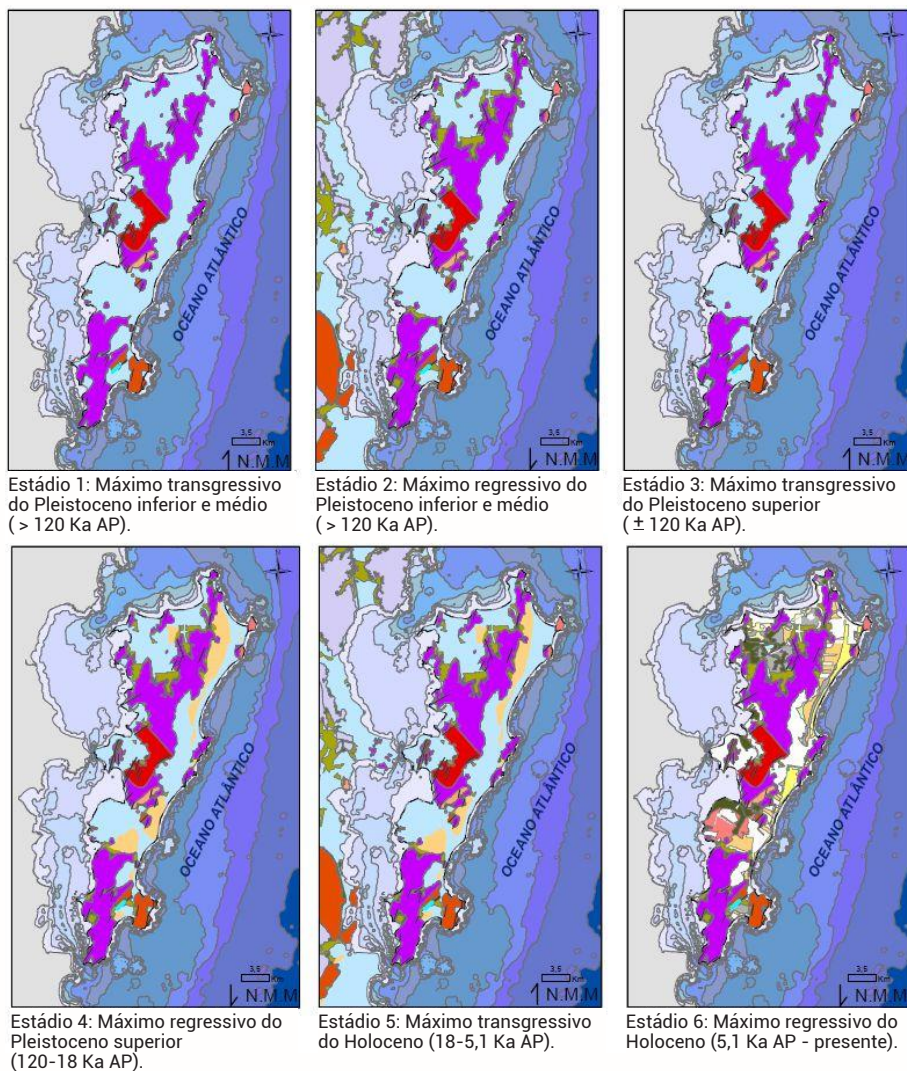 N
OCEANO ATLÂNTICO
3,5
Km
N.M.M
Estádio 1: Máximo transgressivo
do Pleistoceno inferior e médio
( > 120 Ka AP).
OCEANO ATLÂNTICO
3,5
Km
N.M.M
Estádio 2: Máximo regressivo do
Pleistoceno inferior e médio
( > 120 Ka AP).
OCEANO ATLÂNTICO
3,5
Km
N.M.M
Estádio 3: Máximo transgressivo
do Pleistoceno superior
( ± 120 Ka AP).
N
OCEANO ATLÂNTICO
3,5
Km
N.M.M
Estádio 4: Máximo regressivo do
Pleistoceno superior
(120-18 Ka AP).
OCEANO ATLÂNTICO
3,5
Km
N.M.M
Estádio 5: Máximo transgressivo
do Holoceno (18-5,1 Ka AP).
OCEANO ATLÂNTICO
3,5
Km
N.M.M
Estádio 6: Máximo regressivo do
Holoceno (5,1 Ka AP - presente).